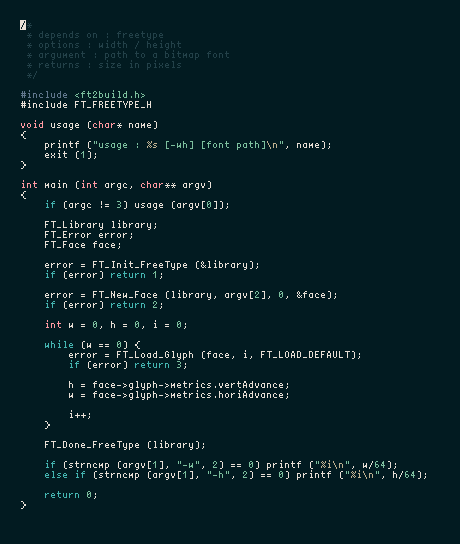 /*
 * depends on : freetype
 * options : width / height
 * argument : path to a bitmap font
 * returns : size in pixels
 */

#include <ft2build.h>
#include FT_FREETYPE_H

void usage (char* name)
{
    printf ("usage : %s [-wh] [font path]\n", name);
    exit (1);
}

int main (int argc, char** argv)
{
    if (argc != 3) usage (argv[0]);

    FT_Library library;
    FT_Error error;
    FT_Face face;

    error = FT_Init_FreeType (&library);
    if (error) return 1;

    error = FT_New_Face (library, argv[2], 0, &face);
    if (error) return 2;

    int w = 0, h = 0, i = 0;

    while (w == 0) {
        error = FT_Load_Glyph (face, i, FT_LOAD_DEFAULT);
        if (error) return 3;

        h = face->glyph->metrics.vertAdvance;
        w = face->glyph->metrics.horiAdvance;

        i++;
    }

    FT_Done_FreeType (library);

    if (strncmp (argv[1], "-w", 2) == 0) printf ("%i\n", w/64);
    else if (strncmp (argv[1], "-h", 2) == 0) printf ("%i\n", h/64);

    return 0;
}